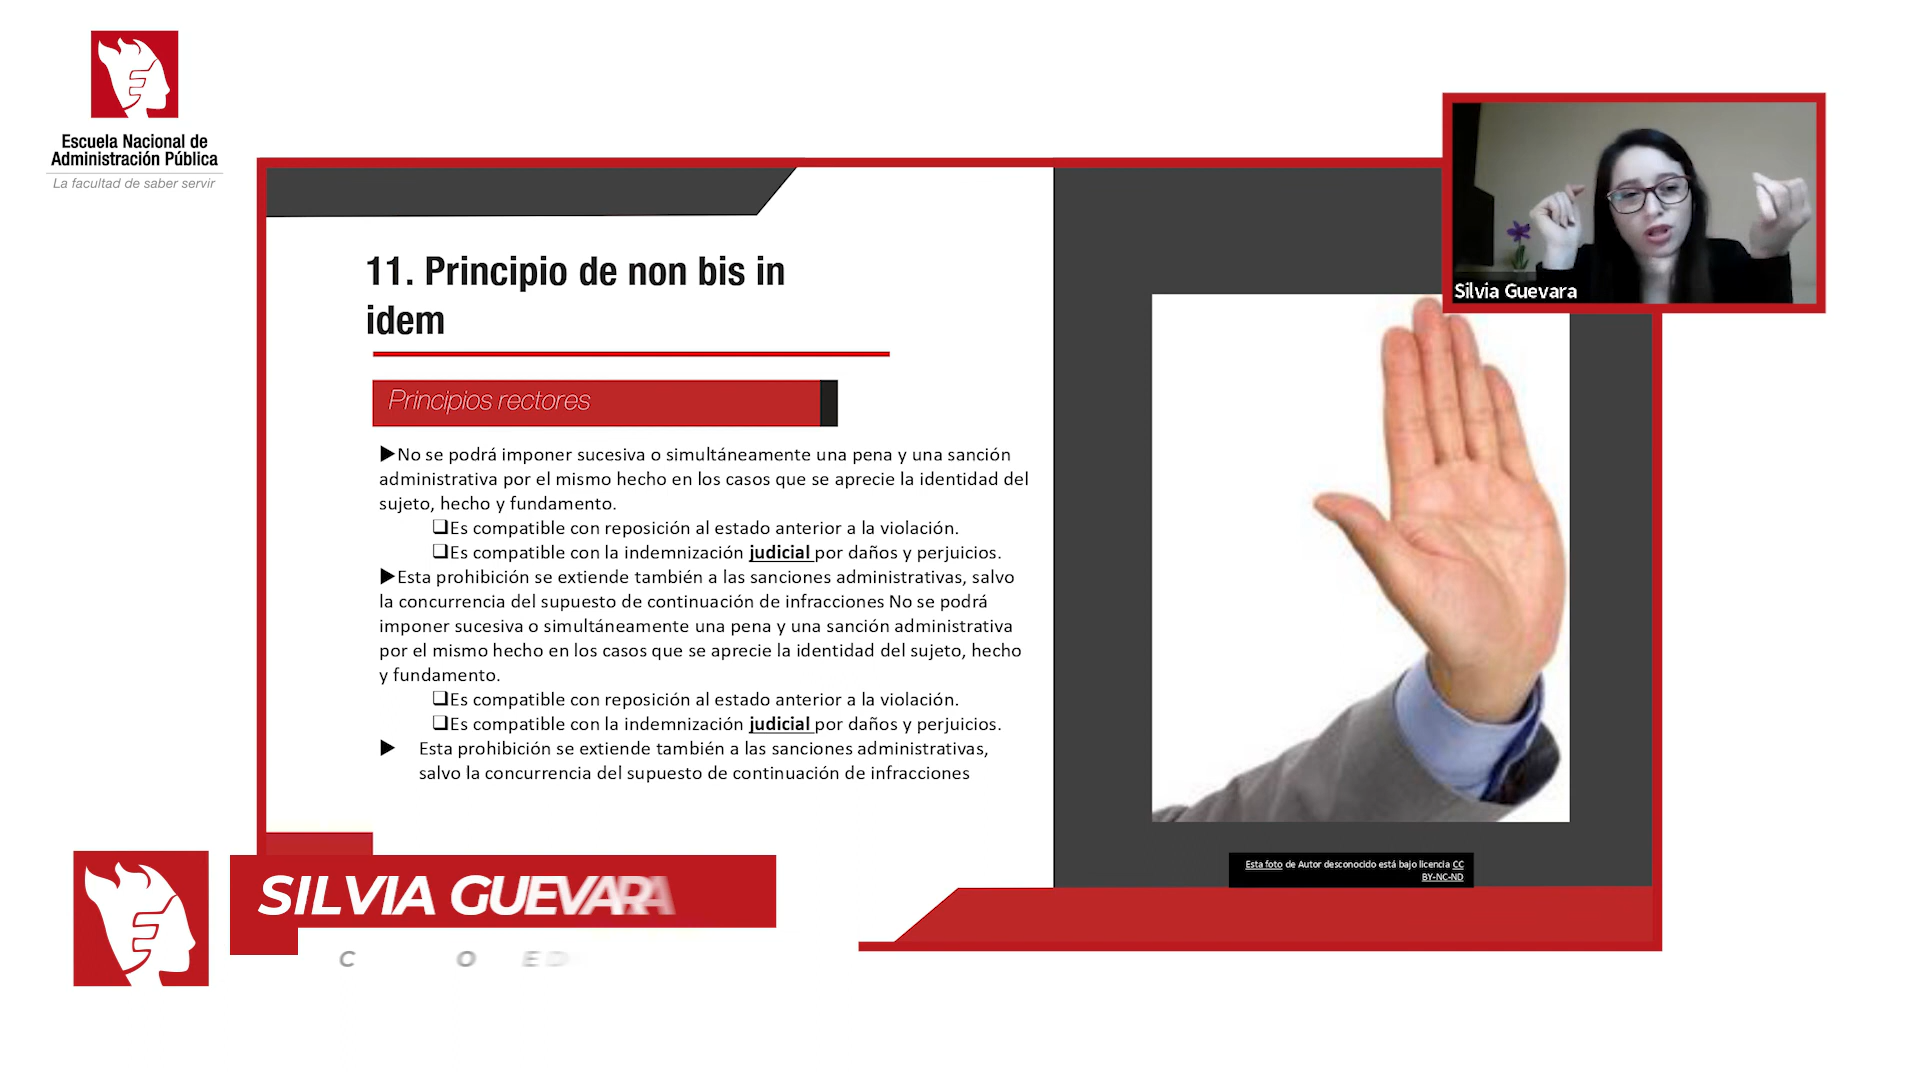 Escuela Nacional de
Administración Pública
La facultad de saber servir
Silvia Guevara
11. Principio de non bis in
idem
Principios rectores
▶No se podrá imponer sucesiva o simultáneamente una pena y una sanción
administrativa por el mismo hecho en los casos que se aprecie la identidad del
sujeto, hecho y fundamento.
❑Es compatible con reposición al estado anterior a la violación.
❑Es compatible con la indemnización judicial por daños y perjuicios.
▶Esta prohibición se extiende también a las sanciones administrativas, salvo
la concurrencia del supuesto de continuación de infracciones No se podrá
imponer sucesiva o simultáneamente una pena y una sanción administrativa
por el mismo hecho en los casos que se aprecie la identidad del sujeto, hecho
y fundamento.
❑Es compatible con reposición al estado anterior a la violación.
❑Es compatible con la indemnización judicial por daños y perjuicios.
▶ Esta prohibición se extiende también a las sanciones administrativas,
salvo la concurrencia del supuesto de continuación de infracciones
Esta foto de Autor desconocido está bajo licencia CC
BY-NC-ND
SILVIA GUEVARA